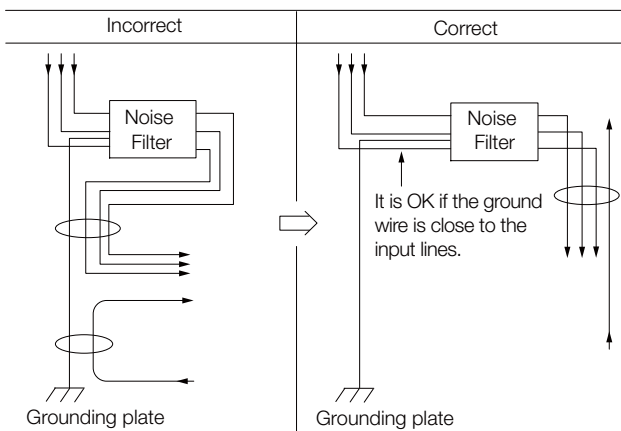 Incorrect
Correct
Noise
Filter
Noise
Filter
It is OK if the ground
wire is close to the
input lines.
Grounding plate
Grounding plate